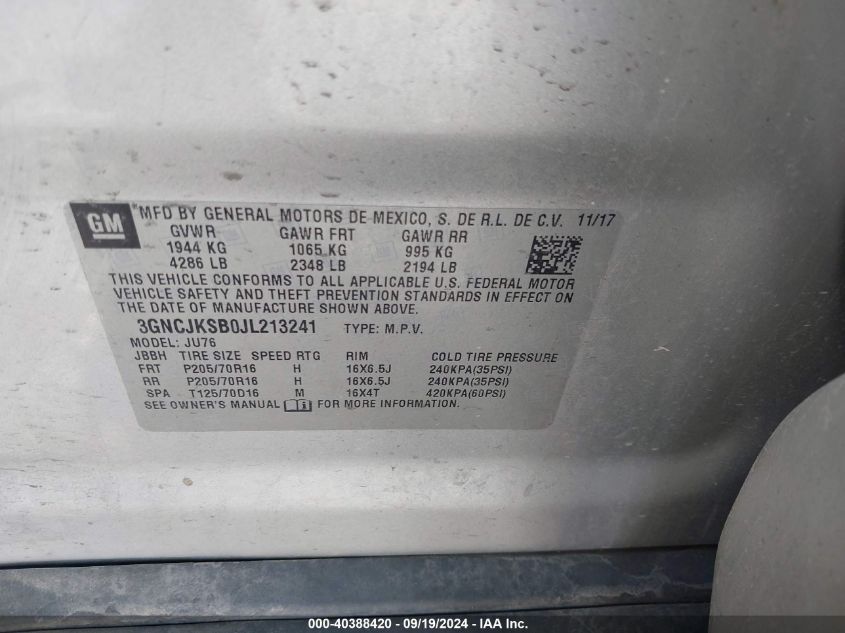 GM
MFD BY GENERAL MOTORS DE MEXICO, S. DE R.L. DE C.V. 11/17
GVWR GAWR FRT GAWR RR
1944 KG 1065 KG 995 KG
4286 LB 2348 LB 2194 LB
THIS VEHICLE CONFORMS TO ALL APPLICABLE U.S. FEDERAL MOTOR
VEHICLE SAFETY AND THEFT PREVENTION STANDARDS IN EFFECT ON
THE DATE OF MANUFACTURE SHOWN ABOVE.
3GNCJKSB0JL213241 TYPE: M.P.V.
MODEL: JU76
JBBH TIRE SIZE SPEED RTG RIM COLD TIRE PRESSURE
FRT P205/70R16 H 16X6.5J 240KPA(35PSI)
RR P205/70R16 H 16X6.5J 240KPA(35PSI)
SPA T125/70D16 M 16X4T 420KPA(60PSI)
SEE OWNER'S MANUAL FOR MORE INFORMATION.
000-40388420 - 09/19/2024 - IAA Inc.